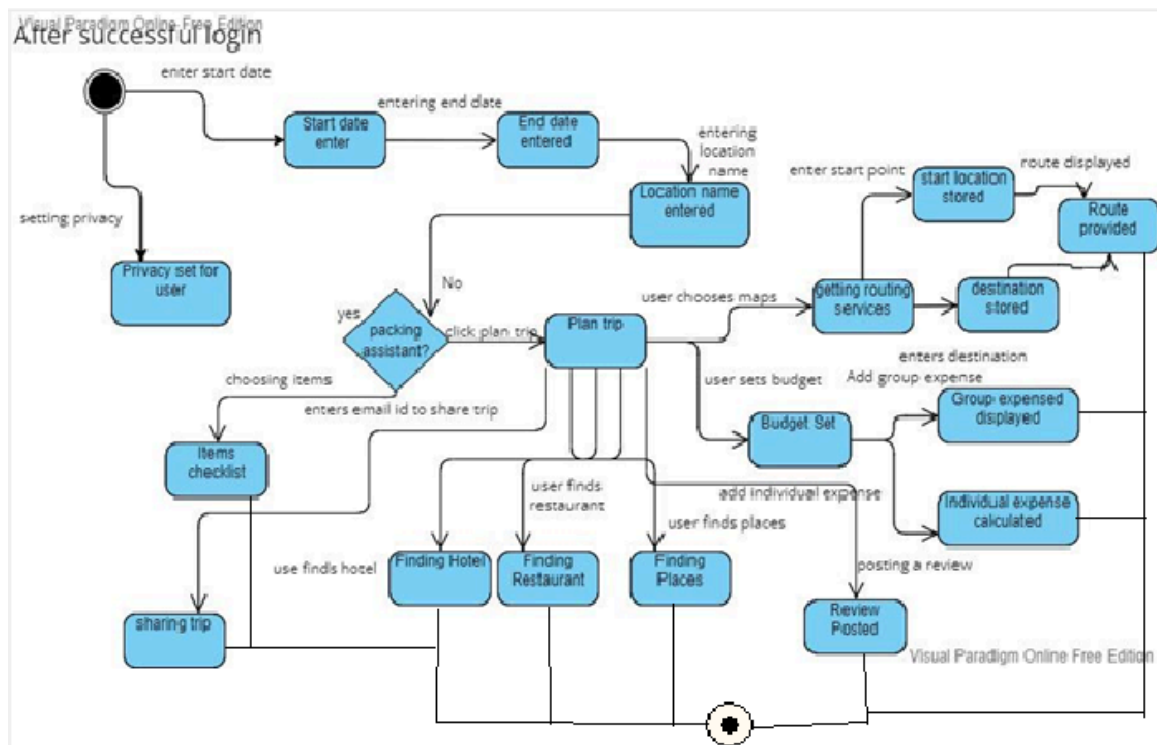 Visual Paradigm Online Free Edition
After successful login
enter start date
entering end date
Start date
enter
End date
entered
entering
location
name
Location name
entered
enter start point
start location
stored
route displayed
Route
provided
setting privacy
Privacy set for
user
No
yes
packing
assistant?
click plan trip
Plan trip
user chooses maps
getting routing
services
destination
stored
enters destination
user sets budget
Add group expense
Group expensed
displayed
Budget Set
choosing items
enters email id to share trip
Items
checklist
user finds
restaurant
add individual expense
Individual expense
calculated
user finds places
use findls hotel
Finding Hotel
Finding
Restaurant
Finding
Places
posting a review
Review
Posted
sharing trip
Visual Paradigm Online Free Edition